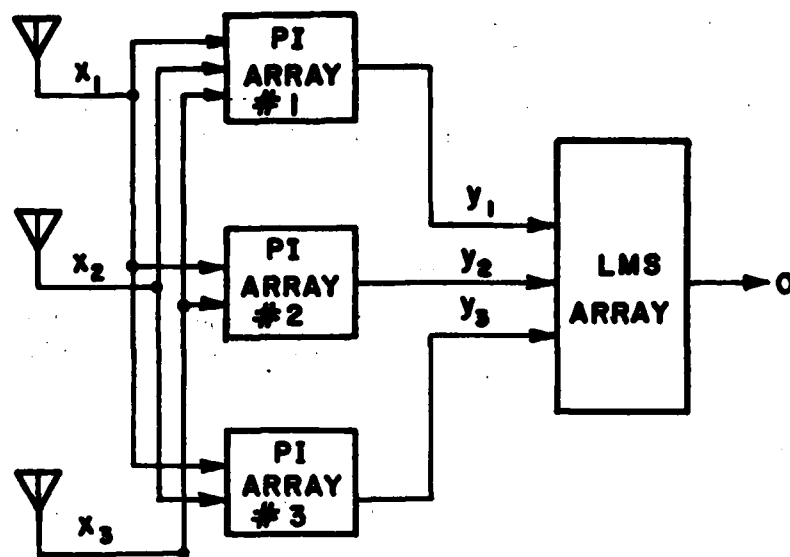 x₁
PI
ARRAY
#1
x₂
PI
ARRAY
#2
x₃
PI
ARRAY
#3
y₁
y₂
y₃
LMS
ARRAY
O